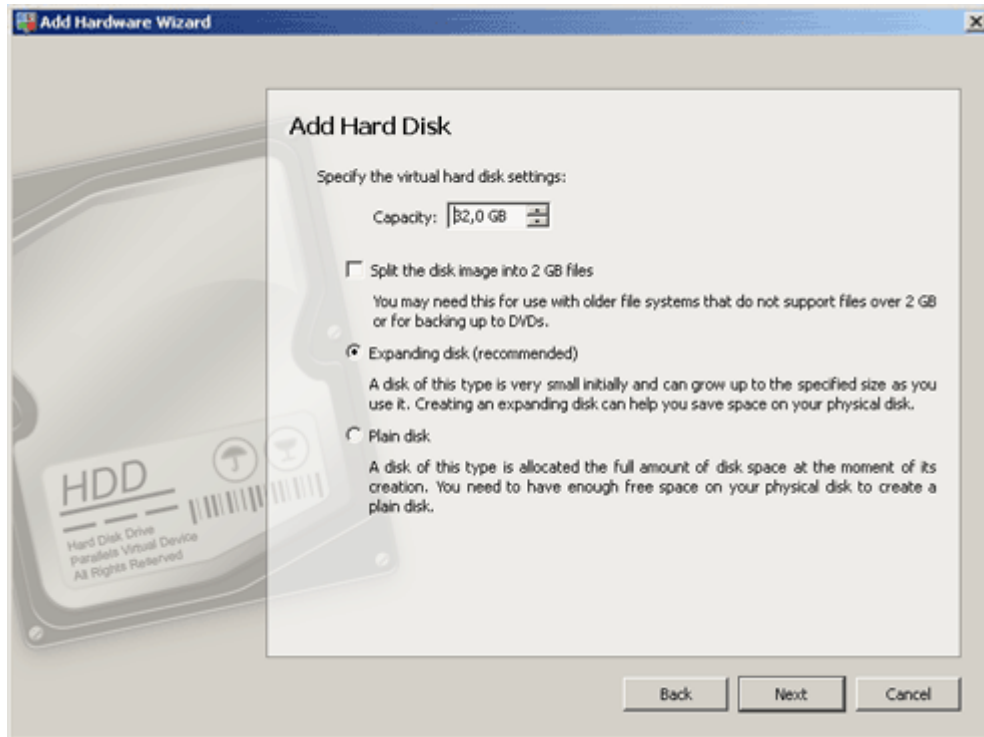 Add Hardware Wizard
Add Hard Disk
Specify the virtual hard disk settings:
Capacity: 32,0 GB
Split the disk image into 2 GB files
You may need this for use with older file systems that do not support files over 2 GB
or for backing up to DVDs.
Expanding disk (recommended)
A disk of this type is very small initially and can grow up to the specified size as you
use it. Creating an expanding disk can help you save space on your physical disk.
Plain disk
A disk of this type is allocated the full amount of disk space at the moment of its
creation. You need to have enough free space on your physical disk to create a
plain disk.
HDD
Hard Disk Drive
Parallels Virtual Device
All Rights Reserved
Back Next Cancel